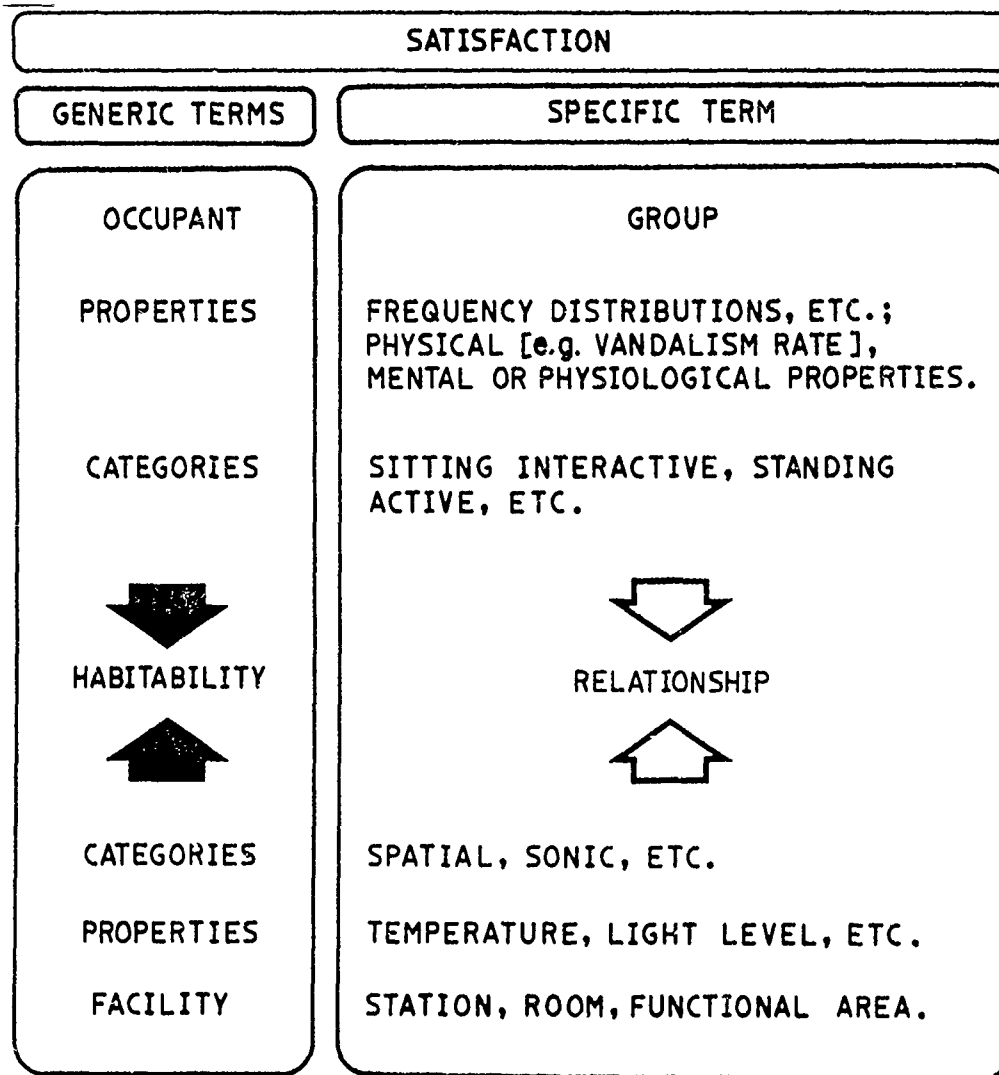 SATISFACTION
GENERIC TERMS
SPECIFIC TERM
OCCUPANT
GROUP
PROPERTIES
FREQUENCY DISTRIBUTIONS, ETC.;
PHYSICAL [e.g. VANDALISM RATE],
MENTAL OR PHYSIOLOGICAL PROPERTIES.
CATEGORIES
SITTING INTERACTIVE, STANDING
ACTIVE, ETC.
HABITABILITY
RELATIONSHIP
CATEGORIES
SPATIAL, SONIC, ETC.
PROPERTIES
TEMPERATURE, LIGHT LEVEL, ETC.
FACILITY
STATION, ROOM, FUNCTIONAL AREA.